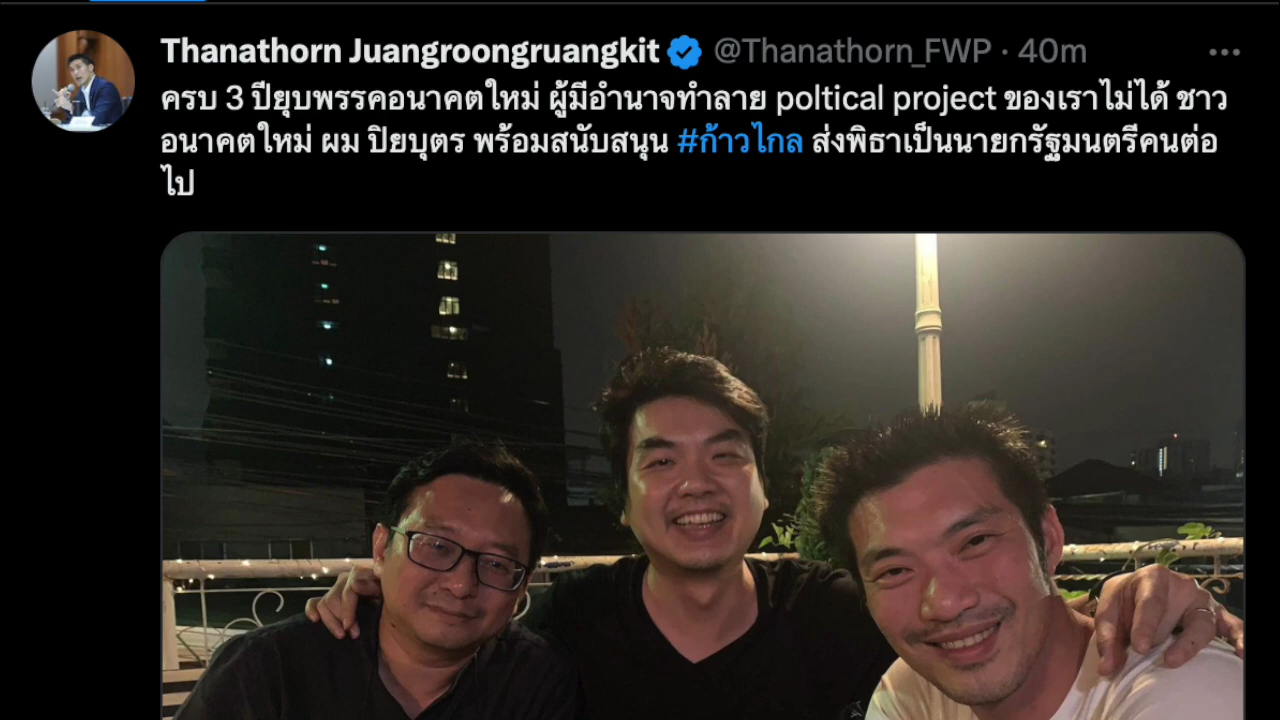 Thanathorn Juangroongruangkit @Thanathorn_FWP · 40m
ครบ 3 ปียุบพรรคอนาคตใหม่ ผู้มีอำนาจทำลาย poltical project ของเราไม่ได้ ชาว
อนาคตใหม่ ผม ปิยบุตร พร้อมสนับสนุน #ก้าวไกล ส่งพิธาเป็นนายกรัฐมนตรีคนต่อ
ไป